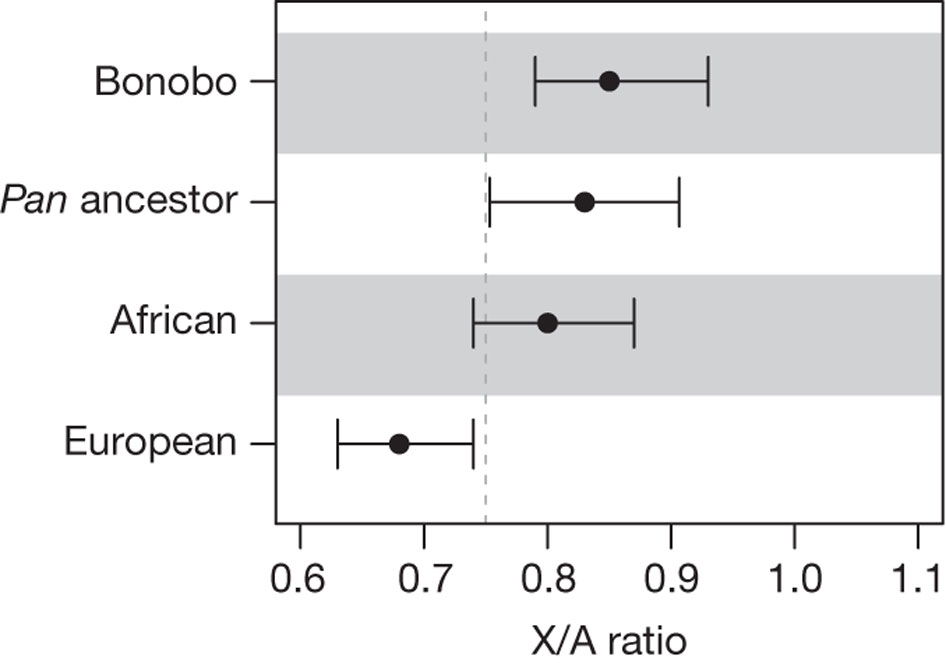 Bonobo
Pan ancestor
African
European
0.6 0.7 0.8 0.9 1.0 1.1
X/A ratio